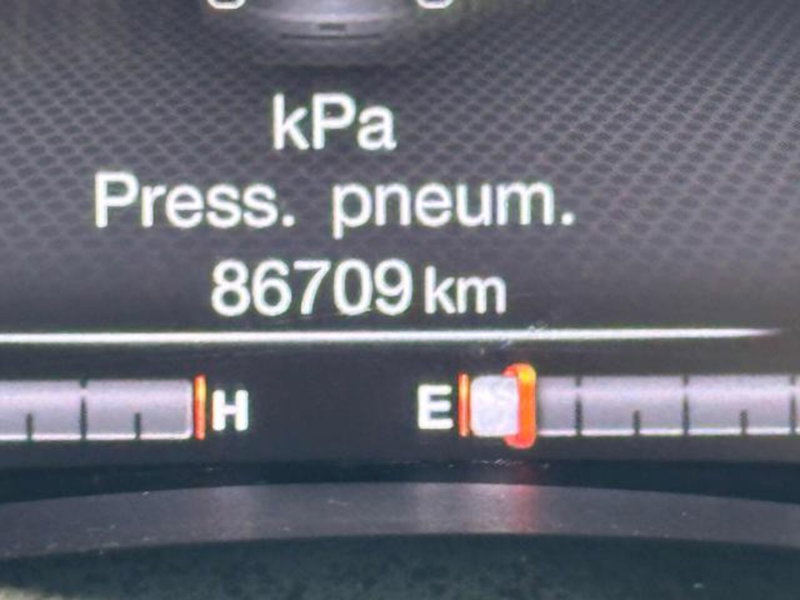 kPa
Press. pneum.
86709 km
H E